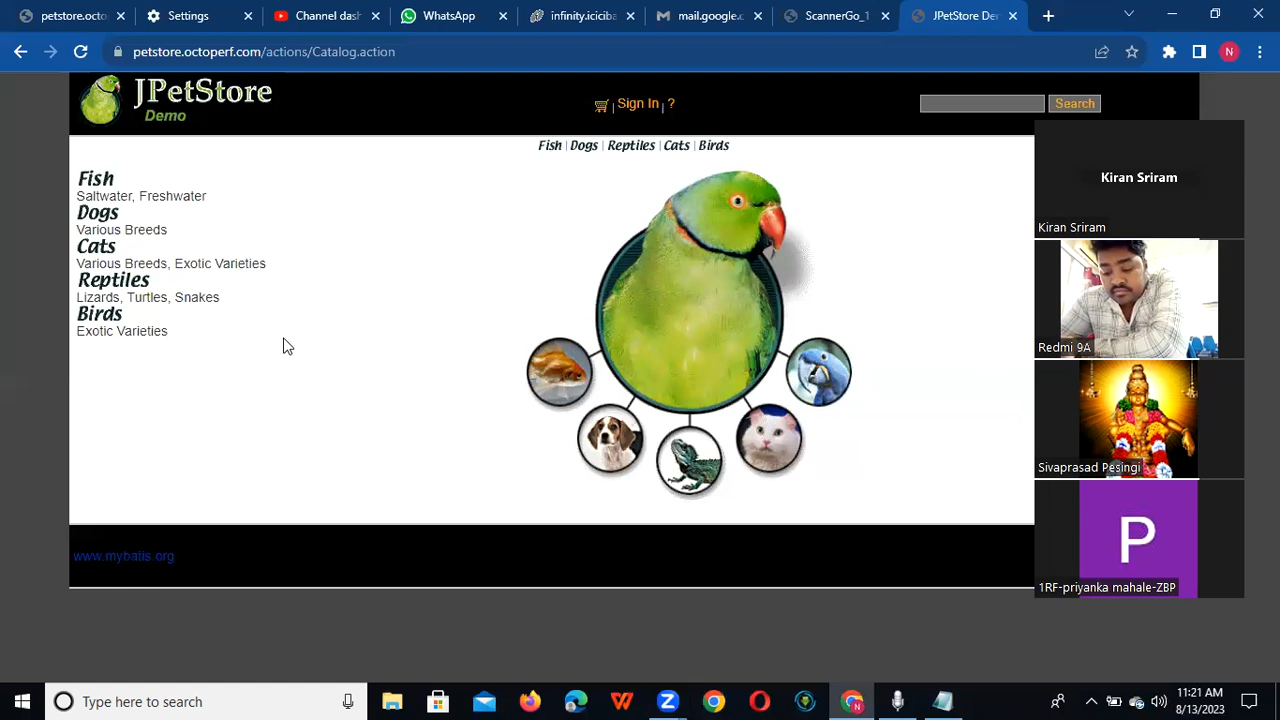 petstore.oc
Settings
Channel das
WhatsApp
infinity.iciciba
mail.google.c
ScannerGo_1
JPetStore De
petstore.octoperf.com/actions/Catalog.action
N
JPetStore
Demo
Sign In
?
Search
Fish | Dogs | Reptiles | Cats | Birds
Fish
Saltwater, Freshwater
Dogs
Various Breeds
Cats
Various Breeds, Exotic Varieties
Reptiles
Lizards, Turtles, Snakes
Birds
Exotic Varieties
www.mybatis.org
Kiran Sriram
Kiran Sriram
Redmi 9A
Sivaprasad Pesingi
P
1RF-priyanka mahale-ZBP
Type here to search
11:21 AM
8/13/2023